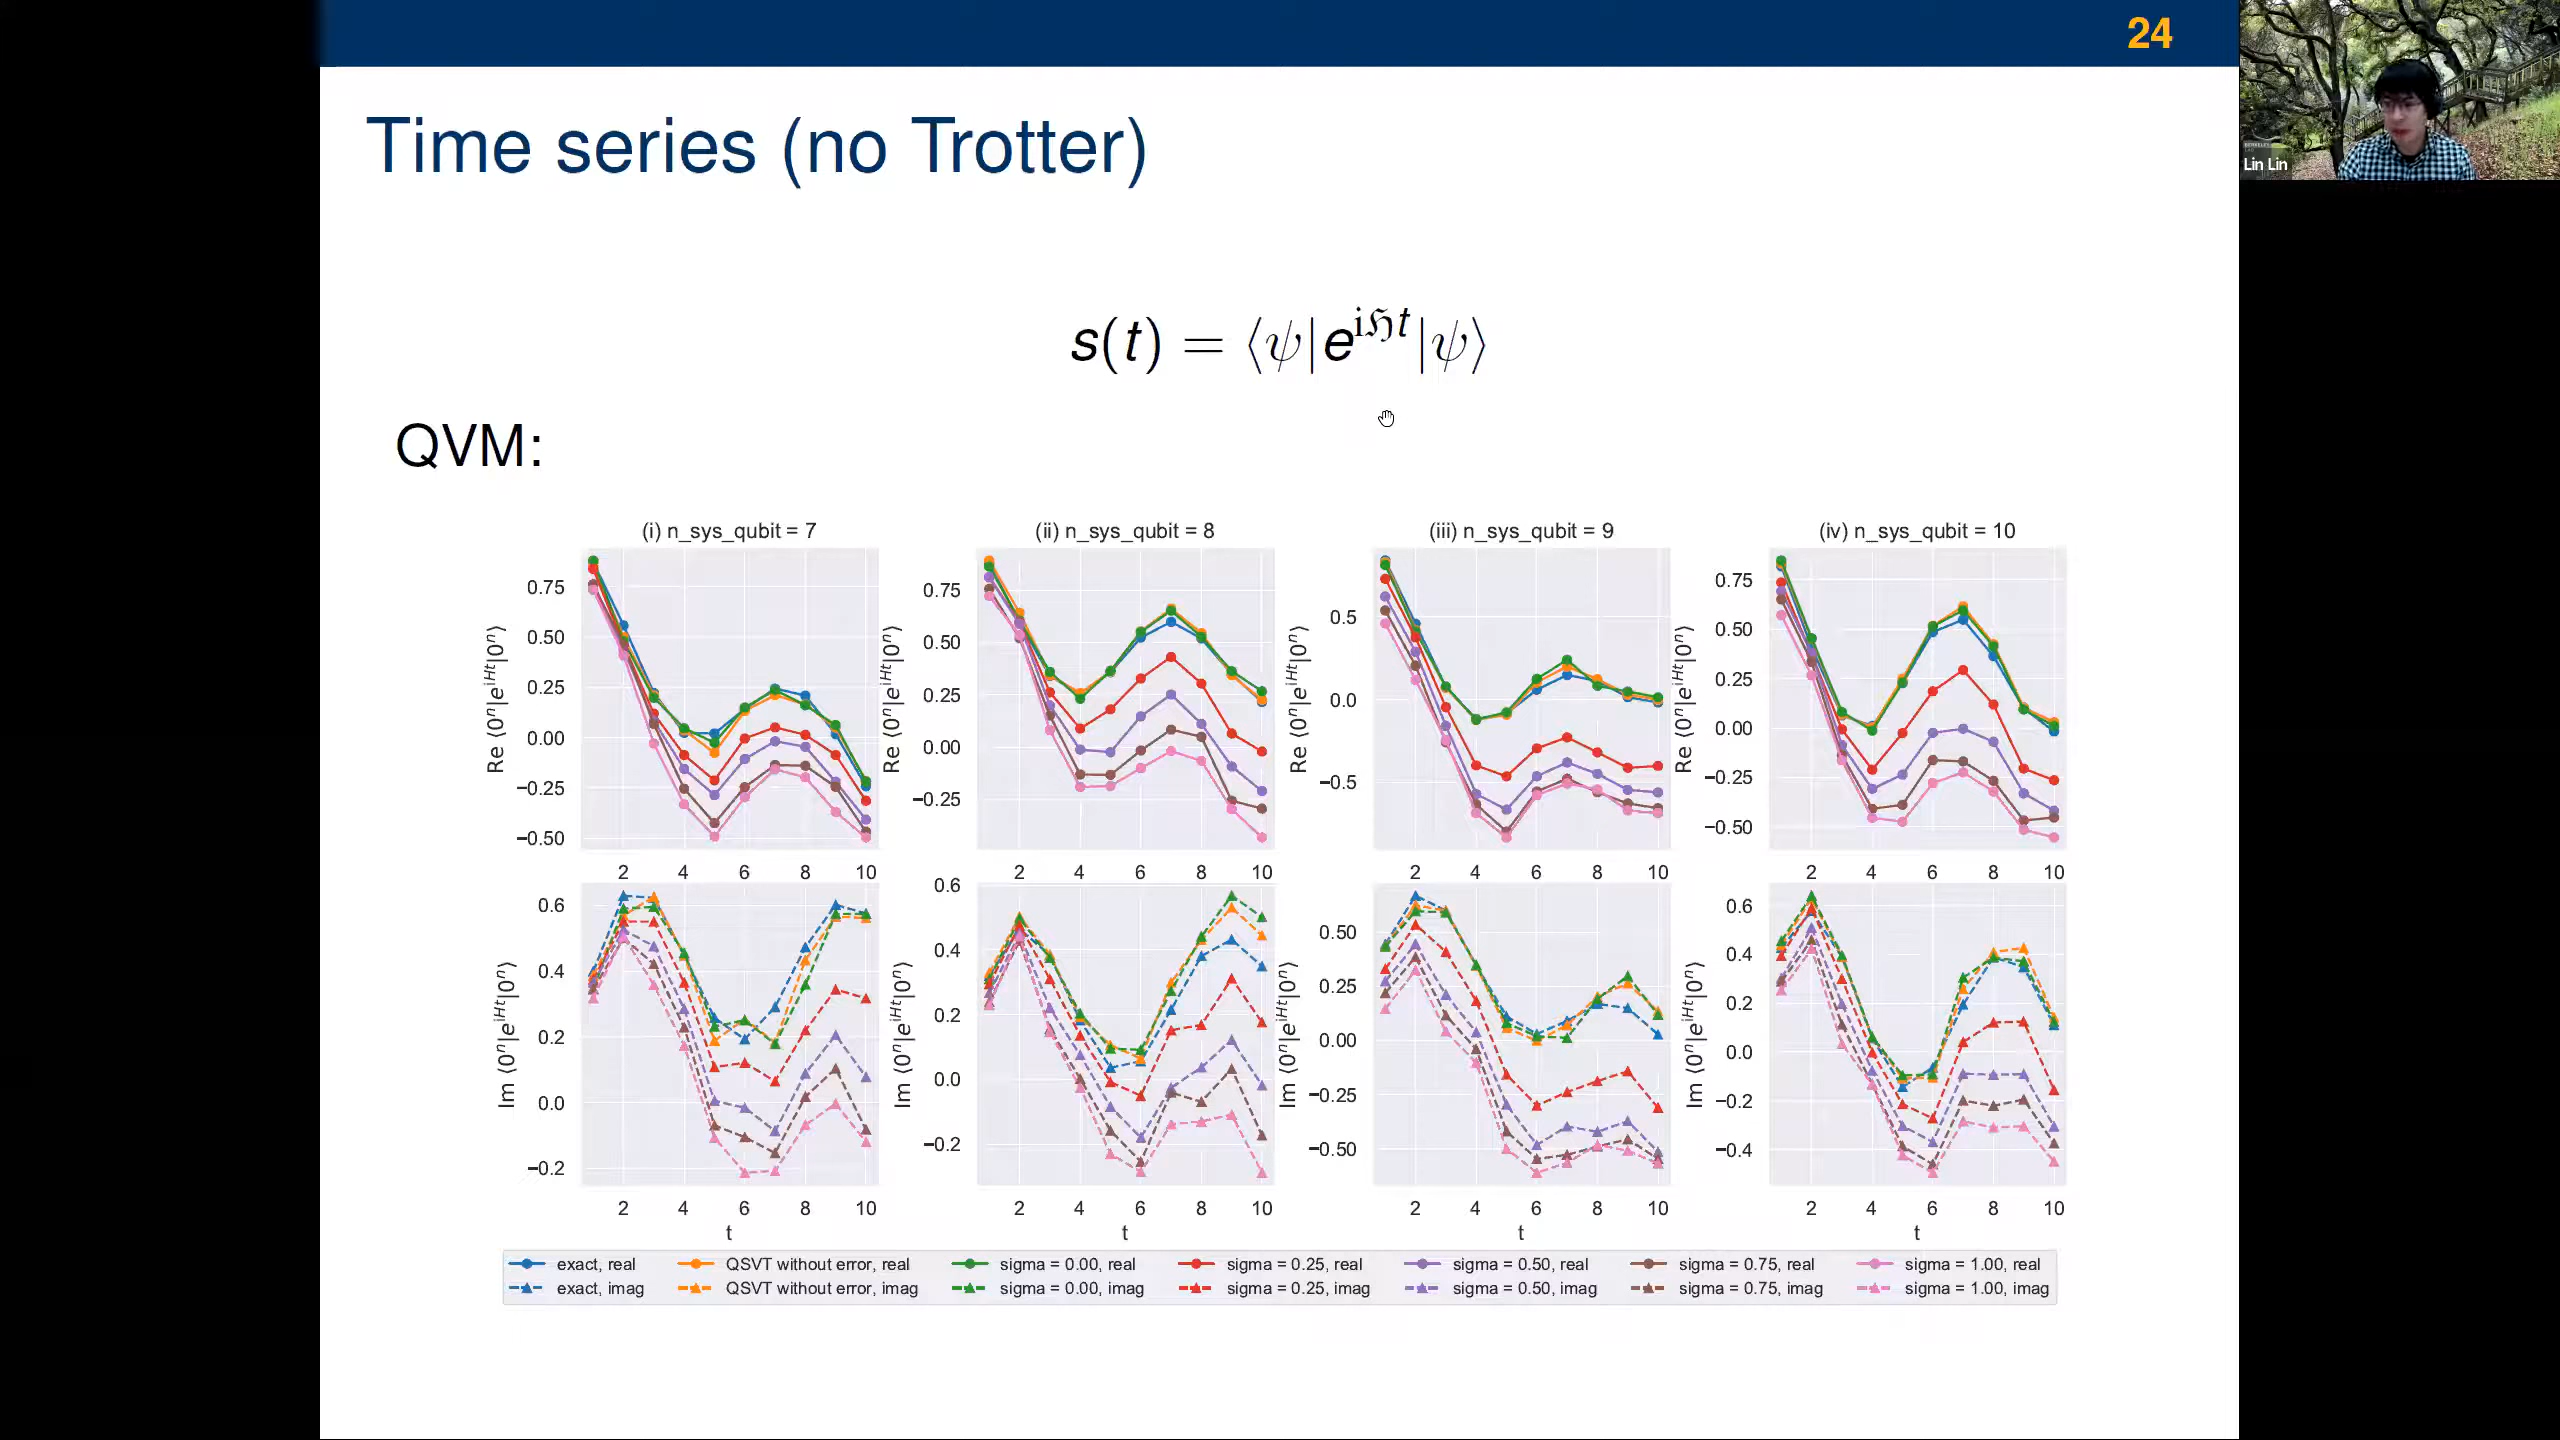 24
Time series (no Trotter)
Lin Lin
s(t) = ⟨ψ|e^{iℌt}|ψ⟩
QVM:
(i) n_sys_qubit = 7
(ii) n_sys_qubit = 8
(iii) n_sys_qubit = 9
(iv) n_sys_qubit = 10
Re ⟨0ⁿ|e^{iHt}|0ⁿ⟩
0.75
0.50
0.25
0.00
−0.25
−0.50
2 4 6 8 10
Re ⟨0ⁿ|e^{iHt}|0ⁿ⟩
0.75
0.50
0.25
0.00
−0.25
2 4 6 8 10
Re ⟨0ⁿ|e^{iHt}|0ⁿ⟩
0.5
0.0
−0.5
2 4 6 8 10
Re ⟨0ⁿ|e^{iHt}|0ⁿ⟩
0.75
0.50
0.25
0.00
−0.25
−0.50
2 4 6 8 10
Im ⟨0ⁿ|e^{iHt}|0ⁿ⟩
0.6
0.4
0.2
0.0
−0.2
2 4 6 8 10
t
Im ⟨0ⁿ|e^{iHt}|0ⁿ⟩
0.6
0.4
0.2
0.0
−0.2
2 4 6 8 10
t
Im ⟨0ⁿ|e^{iHt}|0ⁿ⟩
0.50
0.25
0.00
−0.25
−0.50
2 4 6 8 10
t
Im ⟨0ⁿ|e^{iHt}|0ⁿ⟩
0.6
0.4
0.2
0.0
−0.2
−0.4
2 4 6 8 10
t
exact, real
QSVT without error, real
sigma = 0.00, real
sigma = 0.25, real
sigma = 0.50, real
sigma = 0.75, real
sigma = 1.00, real
exact, imag
QSVT without error, imag
sigma = 0.00, imag
sigma = 0.25, imag
sigma = 0.50, imag
sigma = 0.75, imag
sigma = 1.00, imag